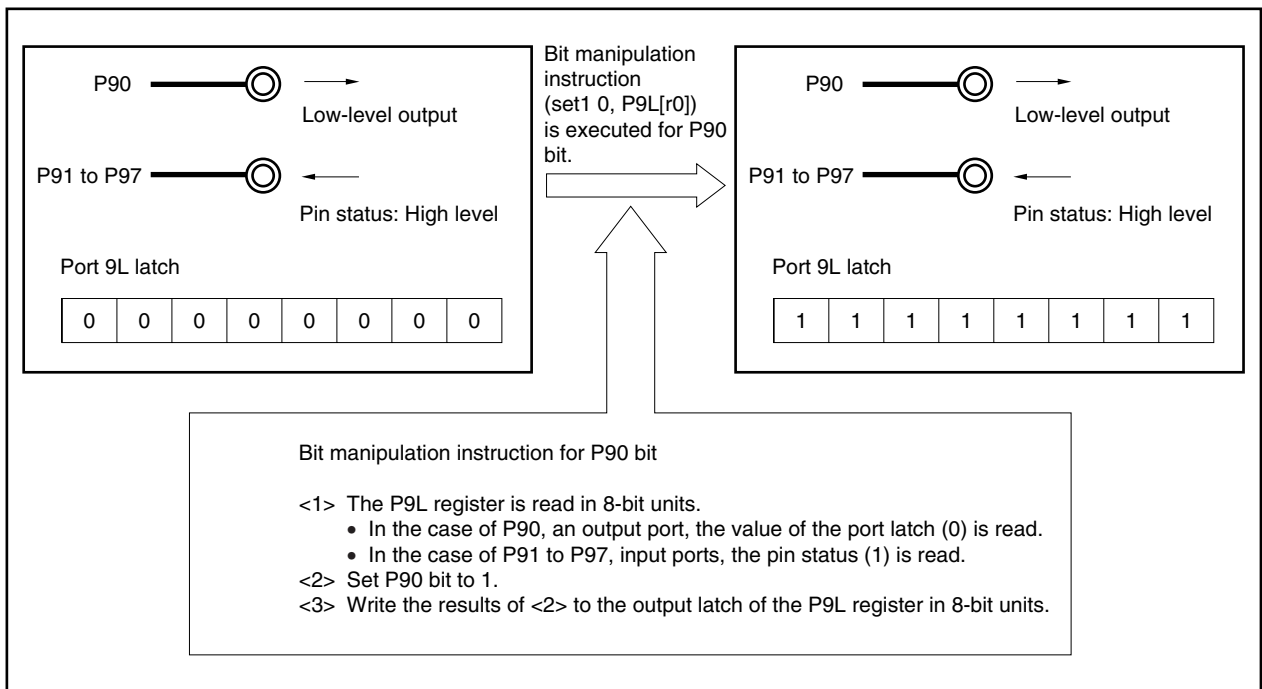 P90
Low-level output
P91 to P97
Pin status: High level
Port 9L latch
0 0 0 0 0 0 0 0
Bit manipulation
instruction
(set1 0, P9L[r0])
is executed for P90
bit.
P90
Low-level output
P91 to P97
Pin status: High level
Port 9L latch
1 1 1 1 1 1 1 1
Bit manipulation instruction for P90 bit
<1> The P9L register is read in 8-bit units.
• In the case of P90, an output port, the value of the port latch (0) is read.
• In the case of P91 to P97, input ports, the pin status (1) is read.
<2> Set P90 bit to 1.
<3> Write the results of <2> to the output latch of the P9L register in 8-bit units.